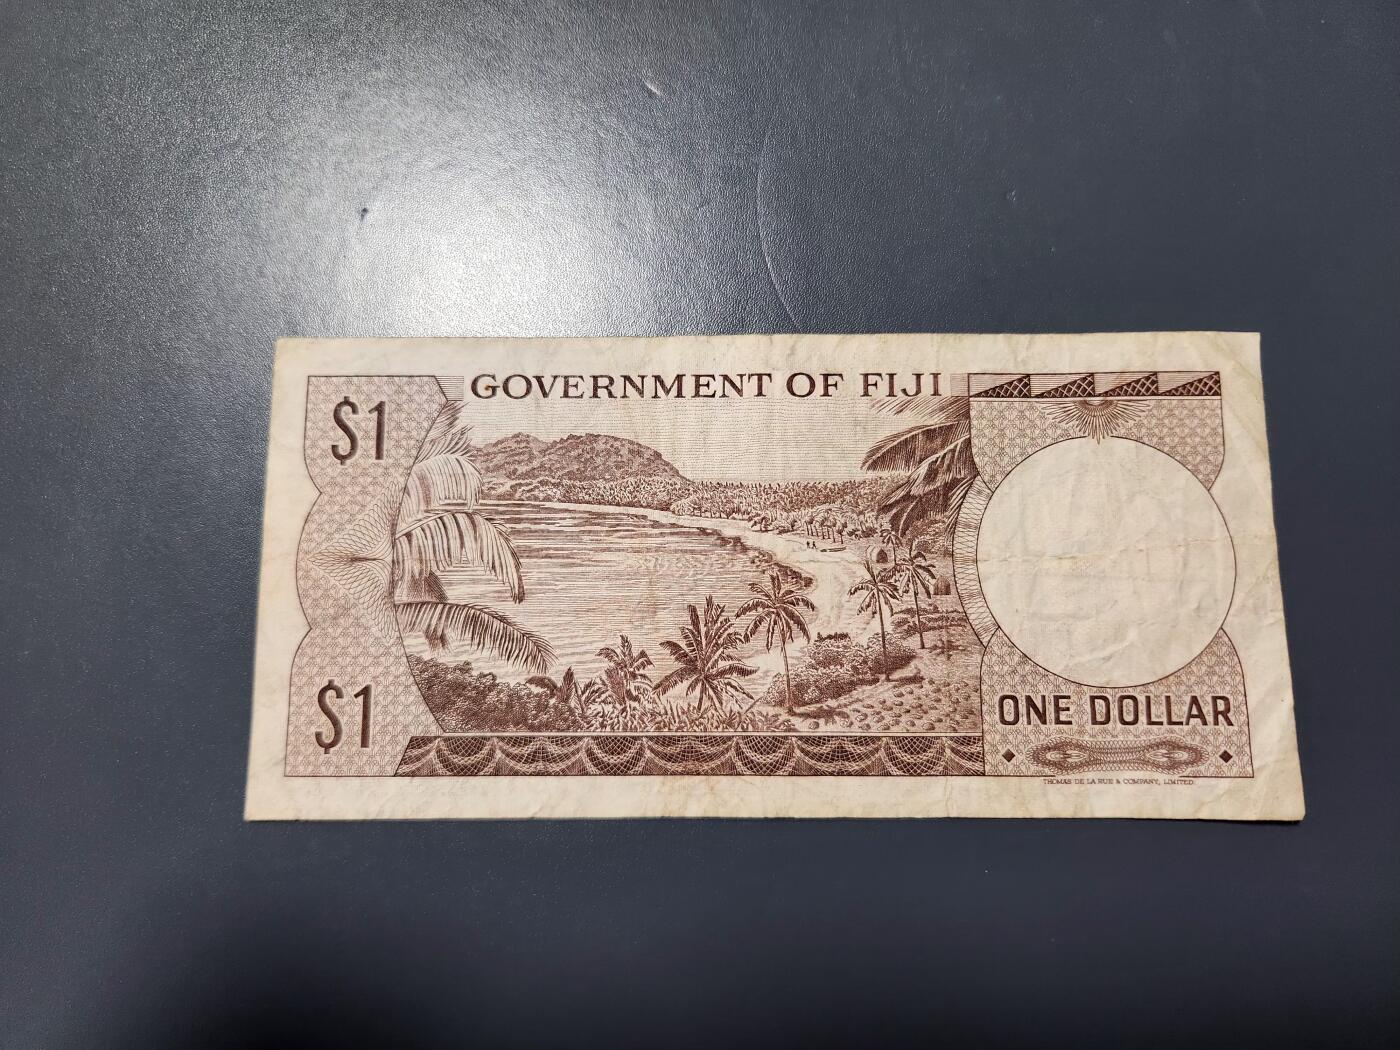 GOVERNMENT OF FIJI
$1
$1
ONE DOLLAR
THOMAS DE LA RUE & COMPANY, LIMITED.